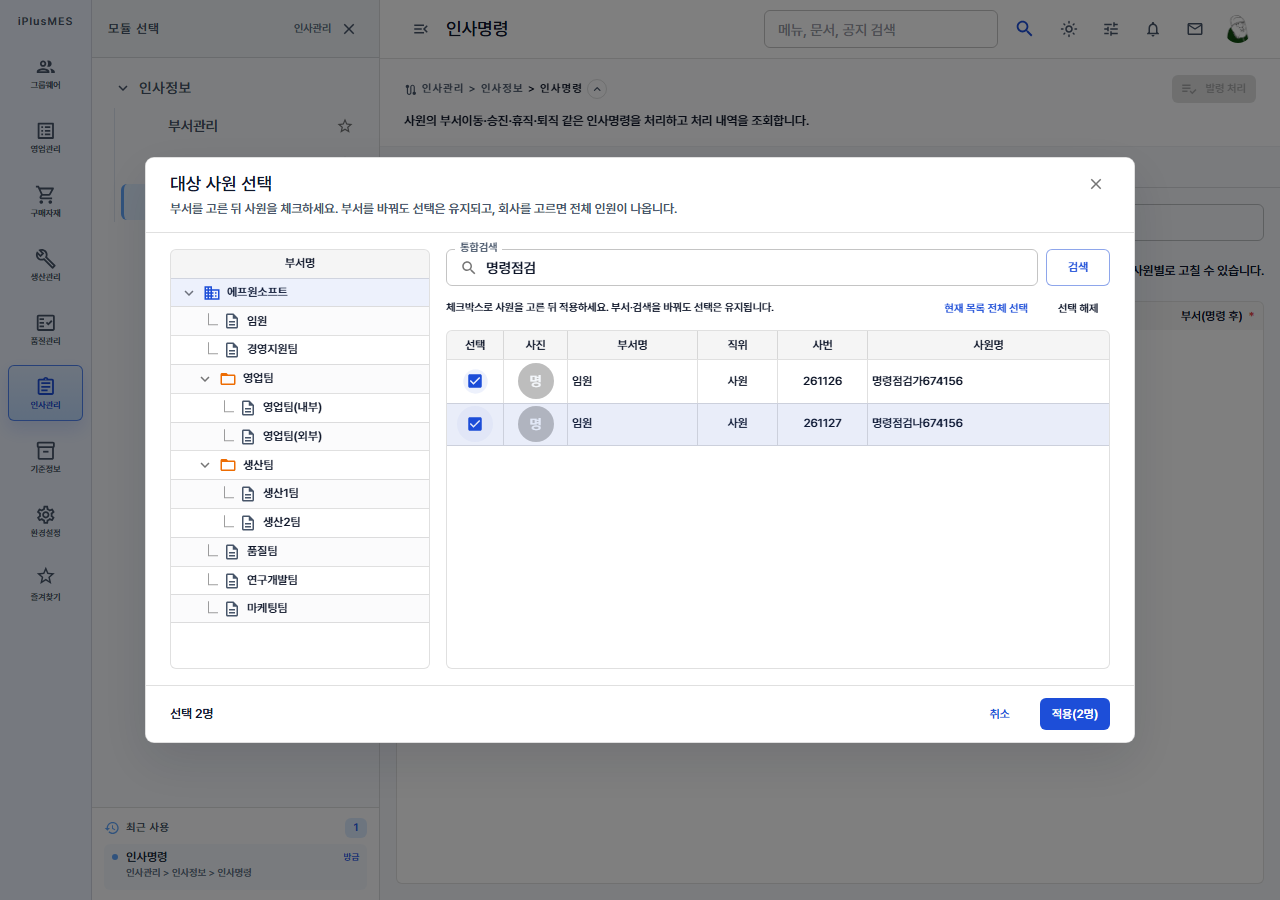 iPlusMES
모듈 선택
인사관리
인사명령
메뉴, 문서, 공지 검색
그룹웨어
영업관리
구매자재
생산관리
품질관리
인사관리
기준정보
환경설정
즐겨찾기
인사정보
부서관리
인사관리 > 인사정보 > 인사명령
발령 처리
사원의 부서이동·승진·휴직·퇴직 같은 인사명령을 처리하고 처리 내역을 조회합니다.
사원별로 고칠 수 있습니다.
부서(명령 후) *
대상 사원 선택
부서를 고른 뒤 사원을 체크하세요. 부서를 바꿔도 선택은 유지되고, 회사를 고르면 전체 인원이 나옵니다.
부서명
에프원소프트
임원
경영지원팀
영업팀
영업팀(내부)
영업팀(외부)
생산팀
생산1팀
생산2팀
품질팀
연구개발팀
마케팅팀
통합검색
명령점검
검색
체크박스로 사원을 고른 뒤 적용하세요. 부서·검색을 바꿔도 선택은 유지됩니다.
현재 목록 전체 선택
선택 해제
선택 사진 부서명 직위 사번 사원명
명 임원 사원 261126 명령점검가674156
명 임원 사원 261127 명령점검나674156
선택 2명
취소
적용(2명)
최근 사용
1
인사명령
방금
인사관리 > 인사정보 > 인사명령